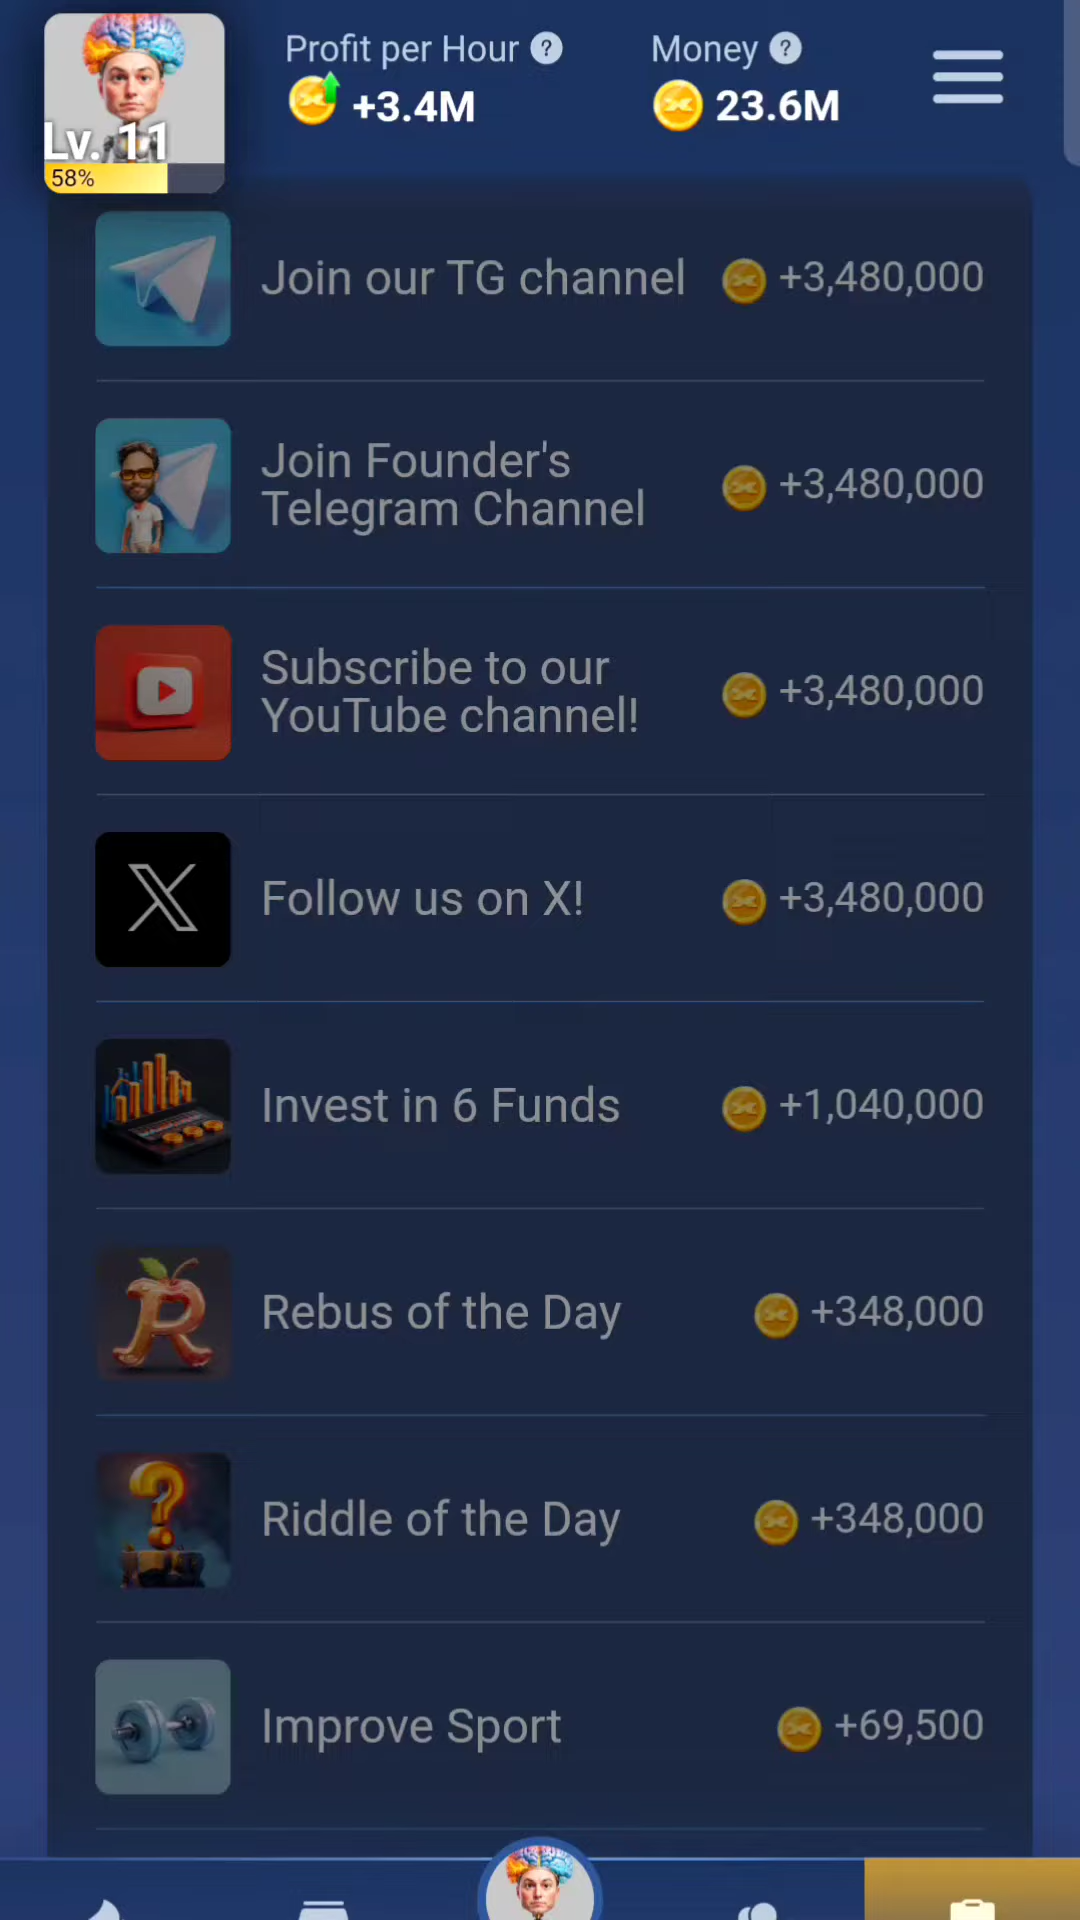 Profit per Hour ?
Money ?
+3.4M
23.6M
Lv. 11
58%
Join our TG channel
+3,480,000
Join Founder's
Telegram Channel
+3,480,000
Subscribe to our
YouTube channel!
+3,480,000
Follow us on X!
+3,480,000
Invest in 6 Funds
+1,040,000
Rebus of the Day
+348,000
Riddle of the Day
+348,000
Improve Sport
+69,500